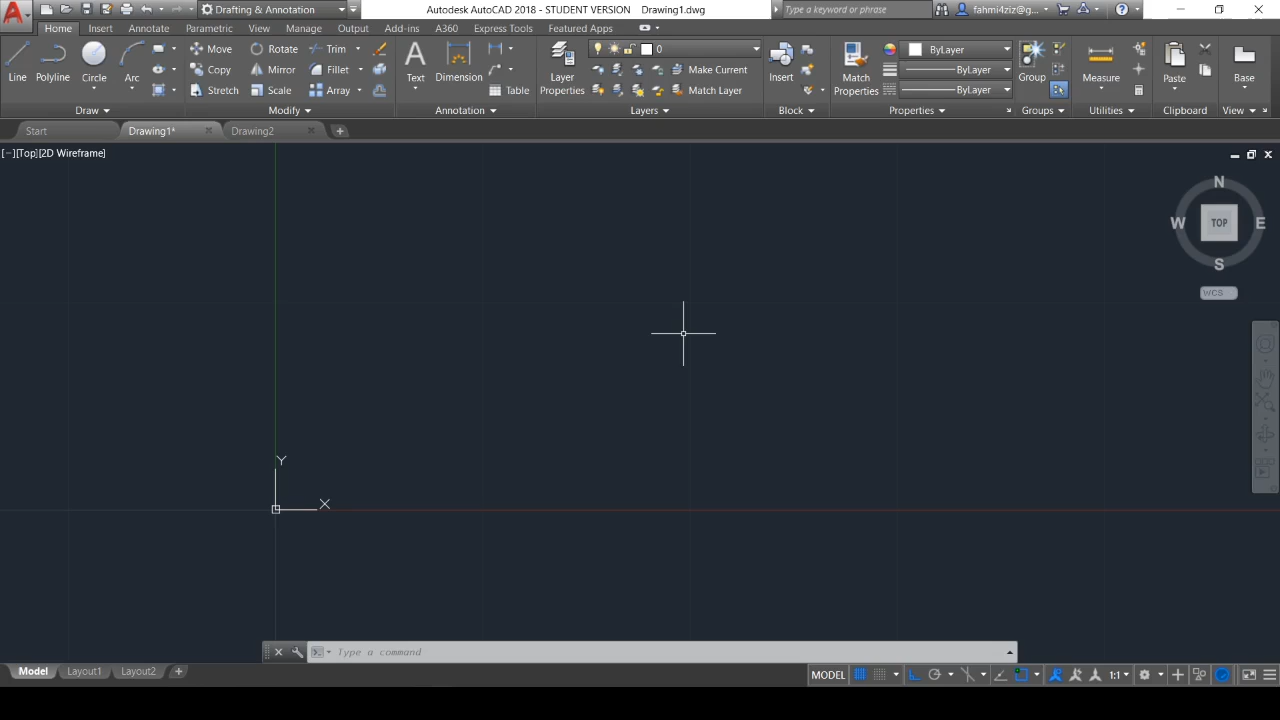 A Drafting & Annotation Autodesk AutoCAD 2018 - STUDENT VERSION Drawing1.dwg Type a keyword or phrase fahmi4ziz@g...
Home Insert Annotate Parametric View Manage Output Add-ins A360 Express Tools Featured Apps
Move Rotate Trim 0 ByLayer
Copy Mirror Fillet Make Current ByLayer
Stretch Scale Array Table Match Layer ByLayer
Line Polyline Circle Arc Text Dimension Layer Properties Insert Match Properties Group Measure Paste Base
Draw Modify Annotation Layers Block Properties Groups Utilities Clipboard View
Start Drawing1* Drawing2
[−][Top][2D Wireframe]
N
W TOP E
S
WCS
Y
X
Type a command
Model Layout1 Layout2 MODEL 1:1